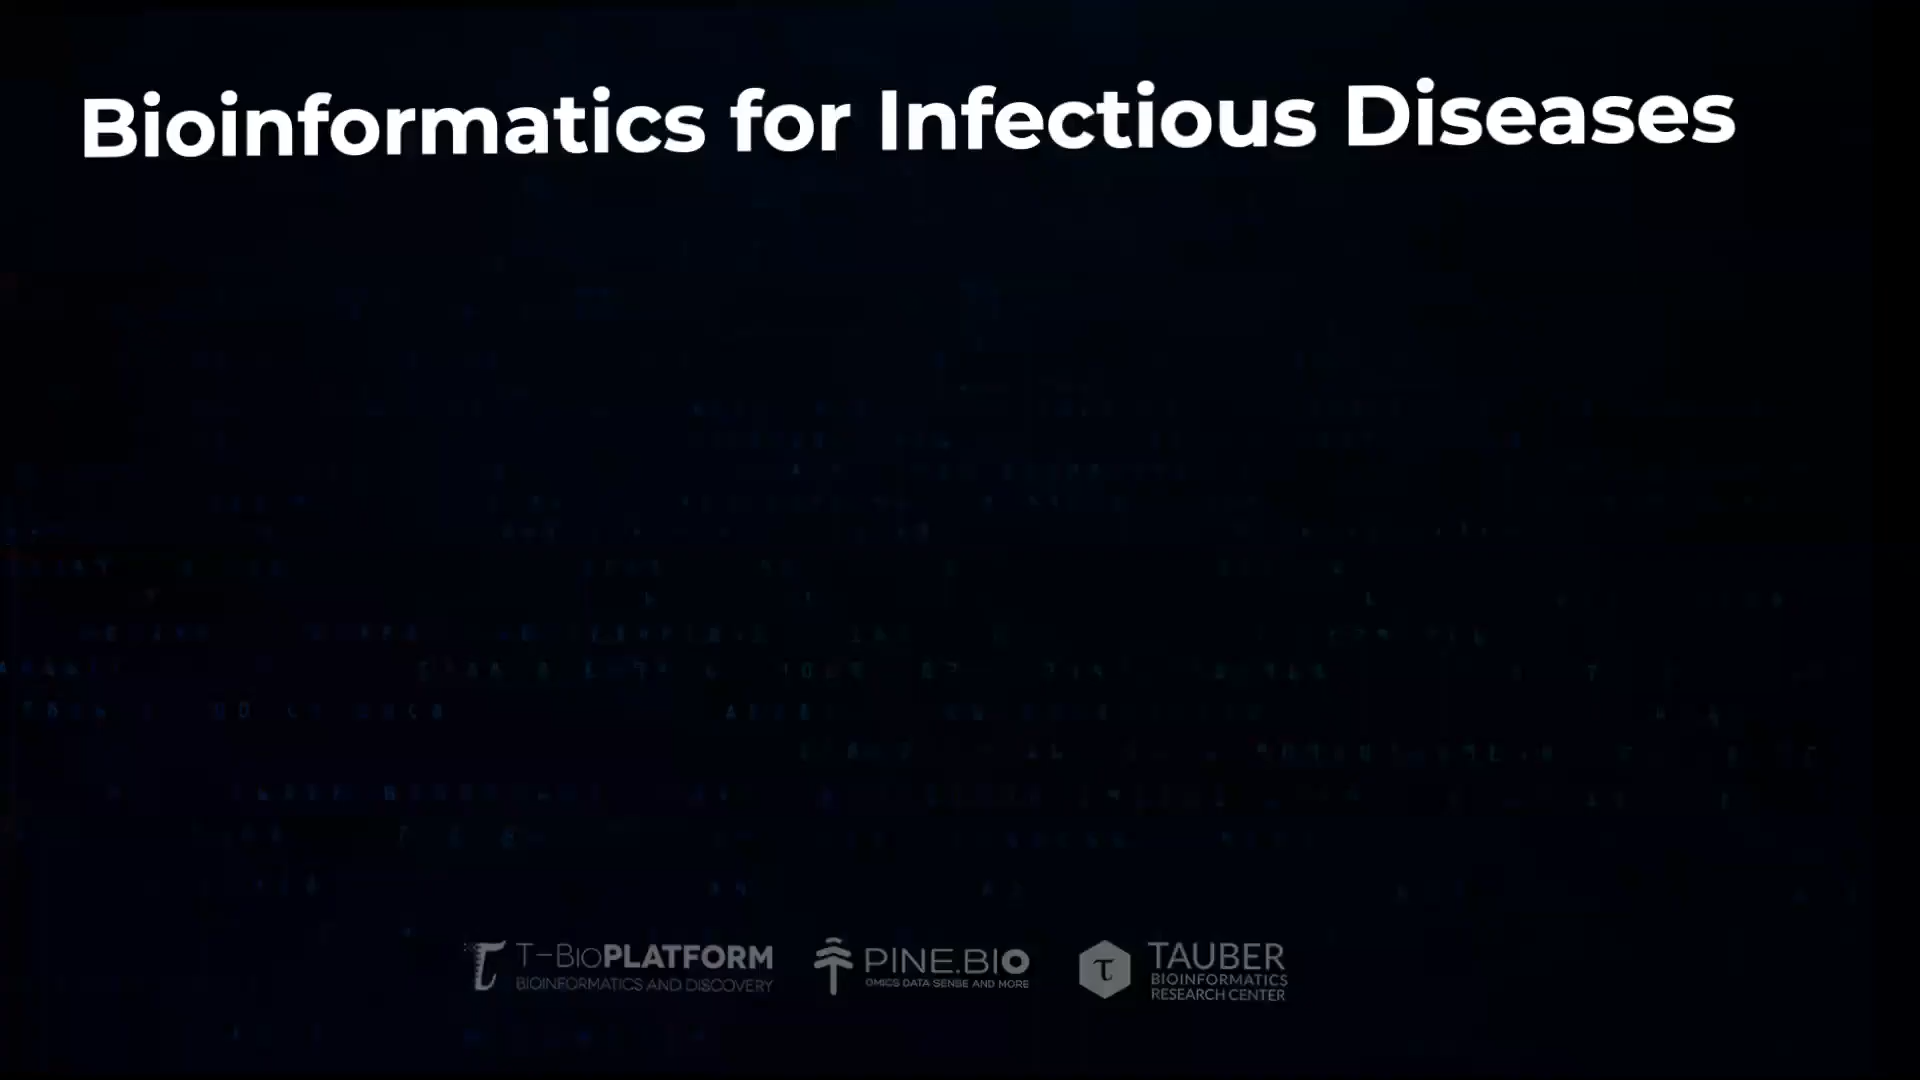 Bioinformatics for Infectious Diseases
T-BioPLATFORM
BIOINFORMATICS AND DISCOVERY
PINE.BIO
OMICS DATA SENSE AND MORE
TAUBER
BIOINFORMATICS
RESEARCH CENTER